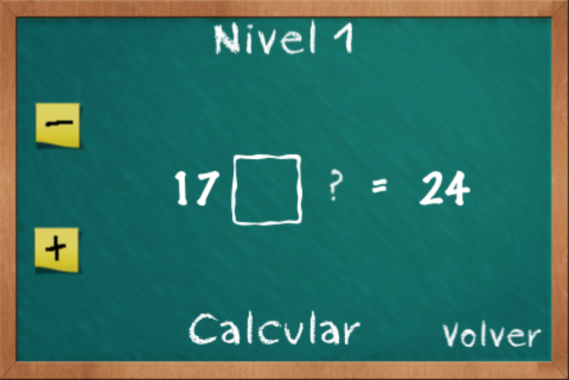 Nivel 1
-
17 ? = 24
+
Calcular
Volver